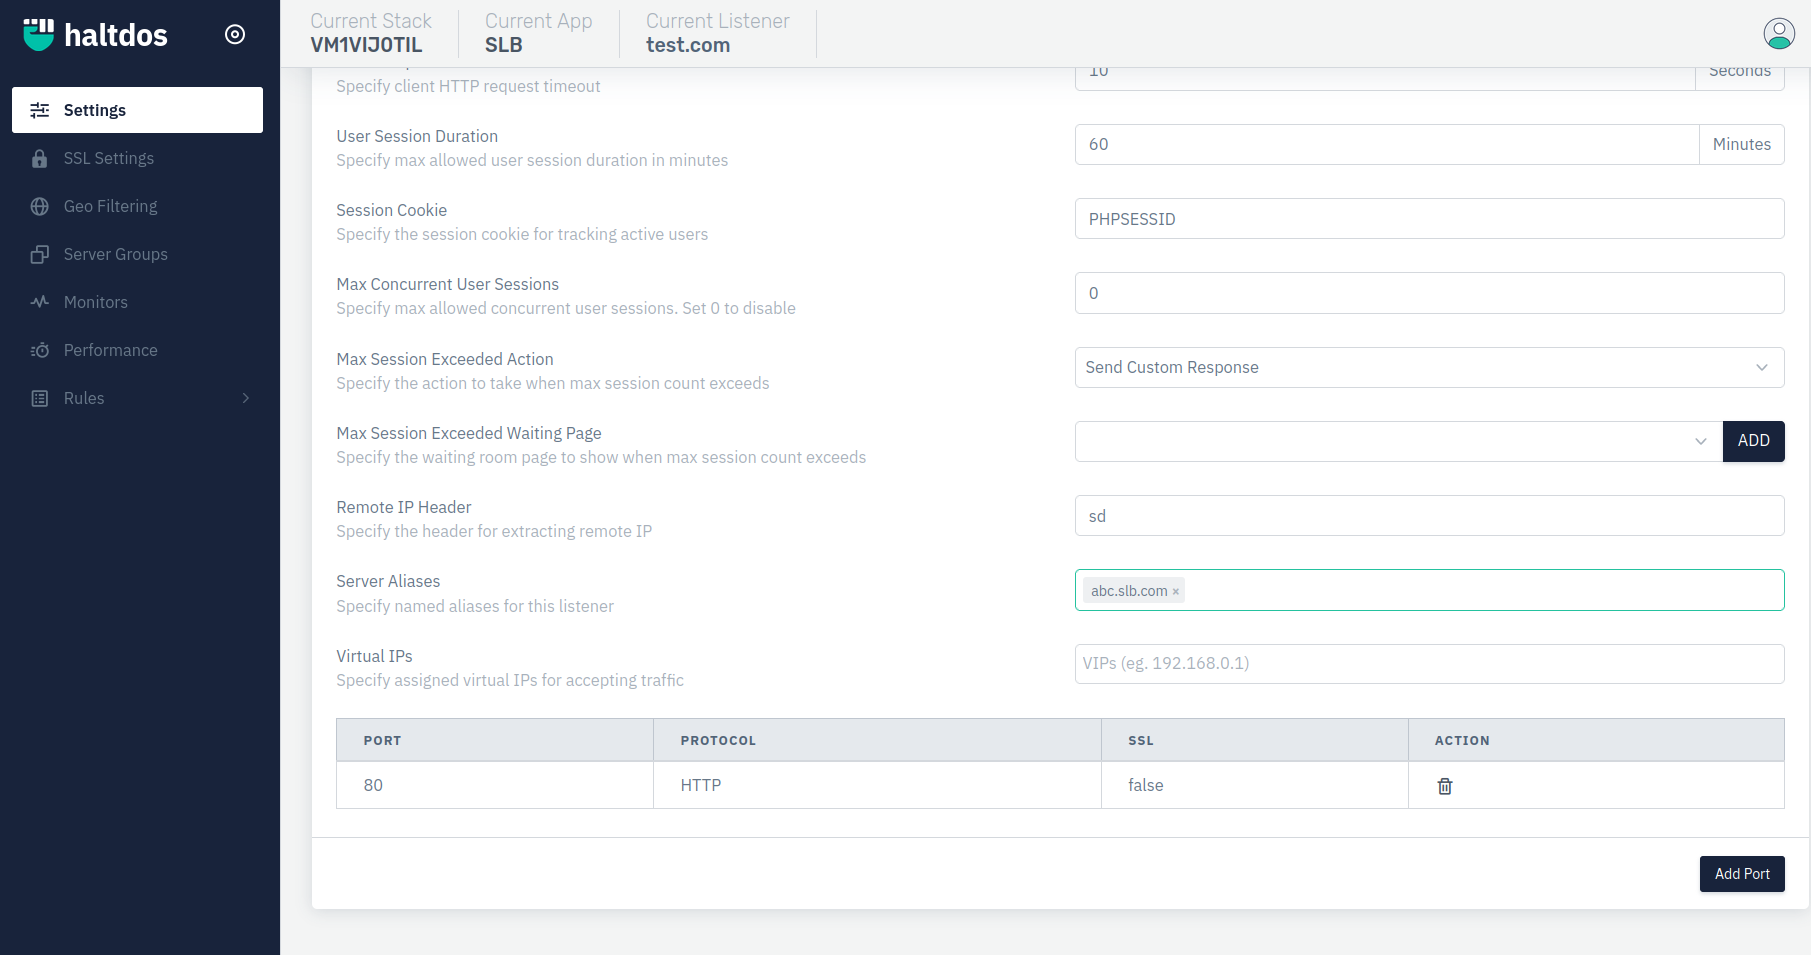 haltdos
Current Stack
VM1VIJ0TIL
Current App
SLB
Current Listener
test.com
Settings
SSL Settings
Geo Filtering
Server Groups
Monitors
Performance
Rules
Specify client HTTP request timeout
10
Seconds
User Session Duration
Specify max allowed user session duration in minutes
60
Minutes
Session Cookie
Specify the session cookie for tracking active users
PHPSESSID
Max Concurrent User Sessions
Specify max allowed concurrent user sessions. Set 0 to disable
0
Max Session Exceeded Action
Specify the action to take when max session count exceeds
Send Custom Response
Max Session Exceeded Waiting Page
Specify the waiting room page to show when max session count exceeds
ADD
Remote IP Header
Specify the header for extracting remote IP
sd
Server Aliases
Specify named aliases for this listener
abc.slb.com ×
Virtual IPs
Specify assigned virtual IPs for accepting traffic
VIPs (eg. 192.168.0.1)
PORT PROTOCOL SSL ACTION
80 HTTP false
Add Port